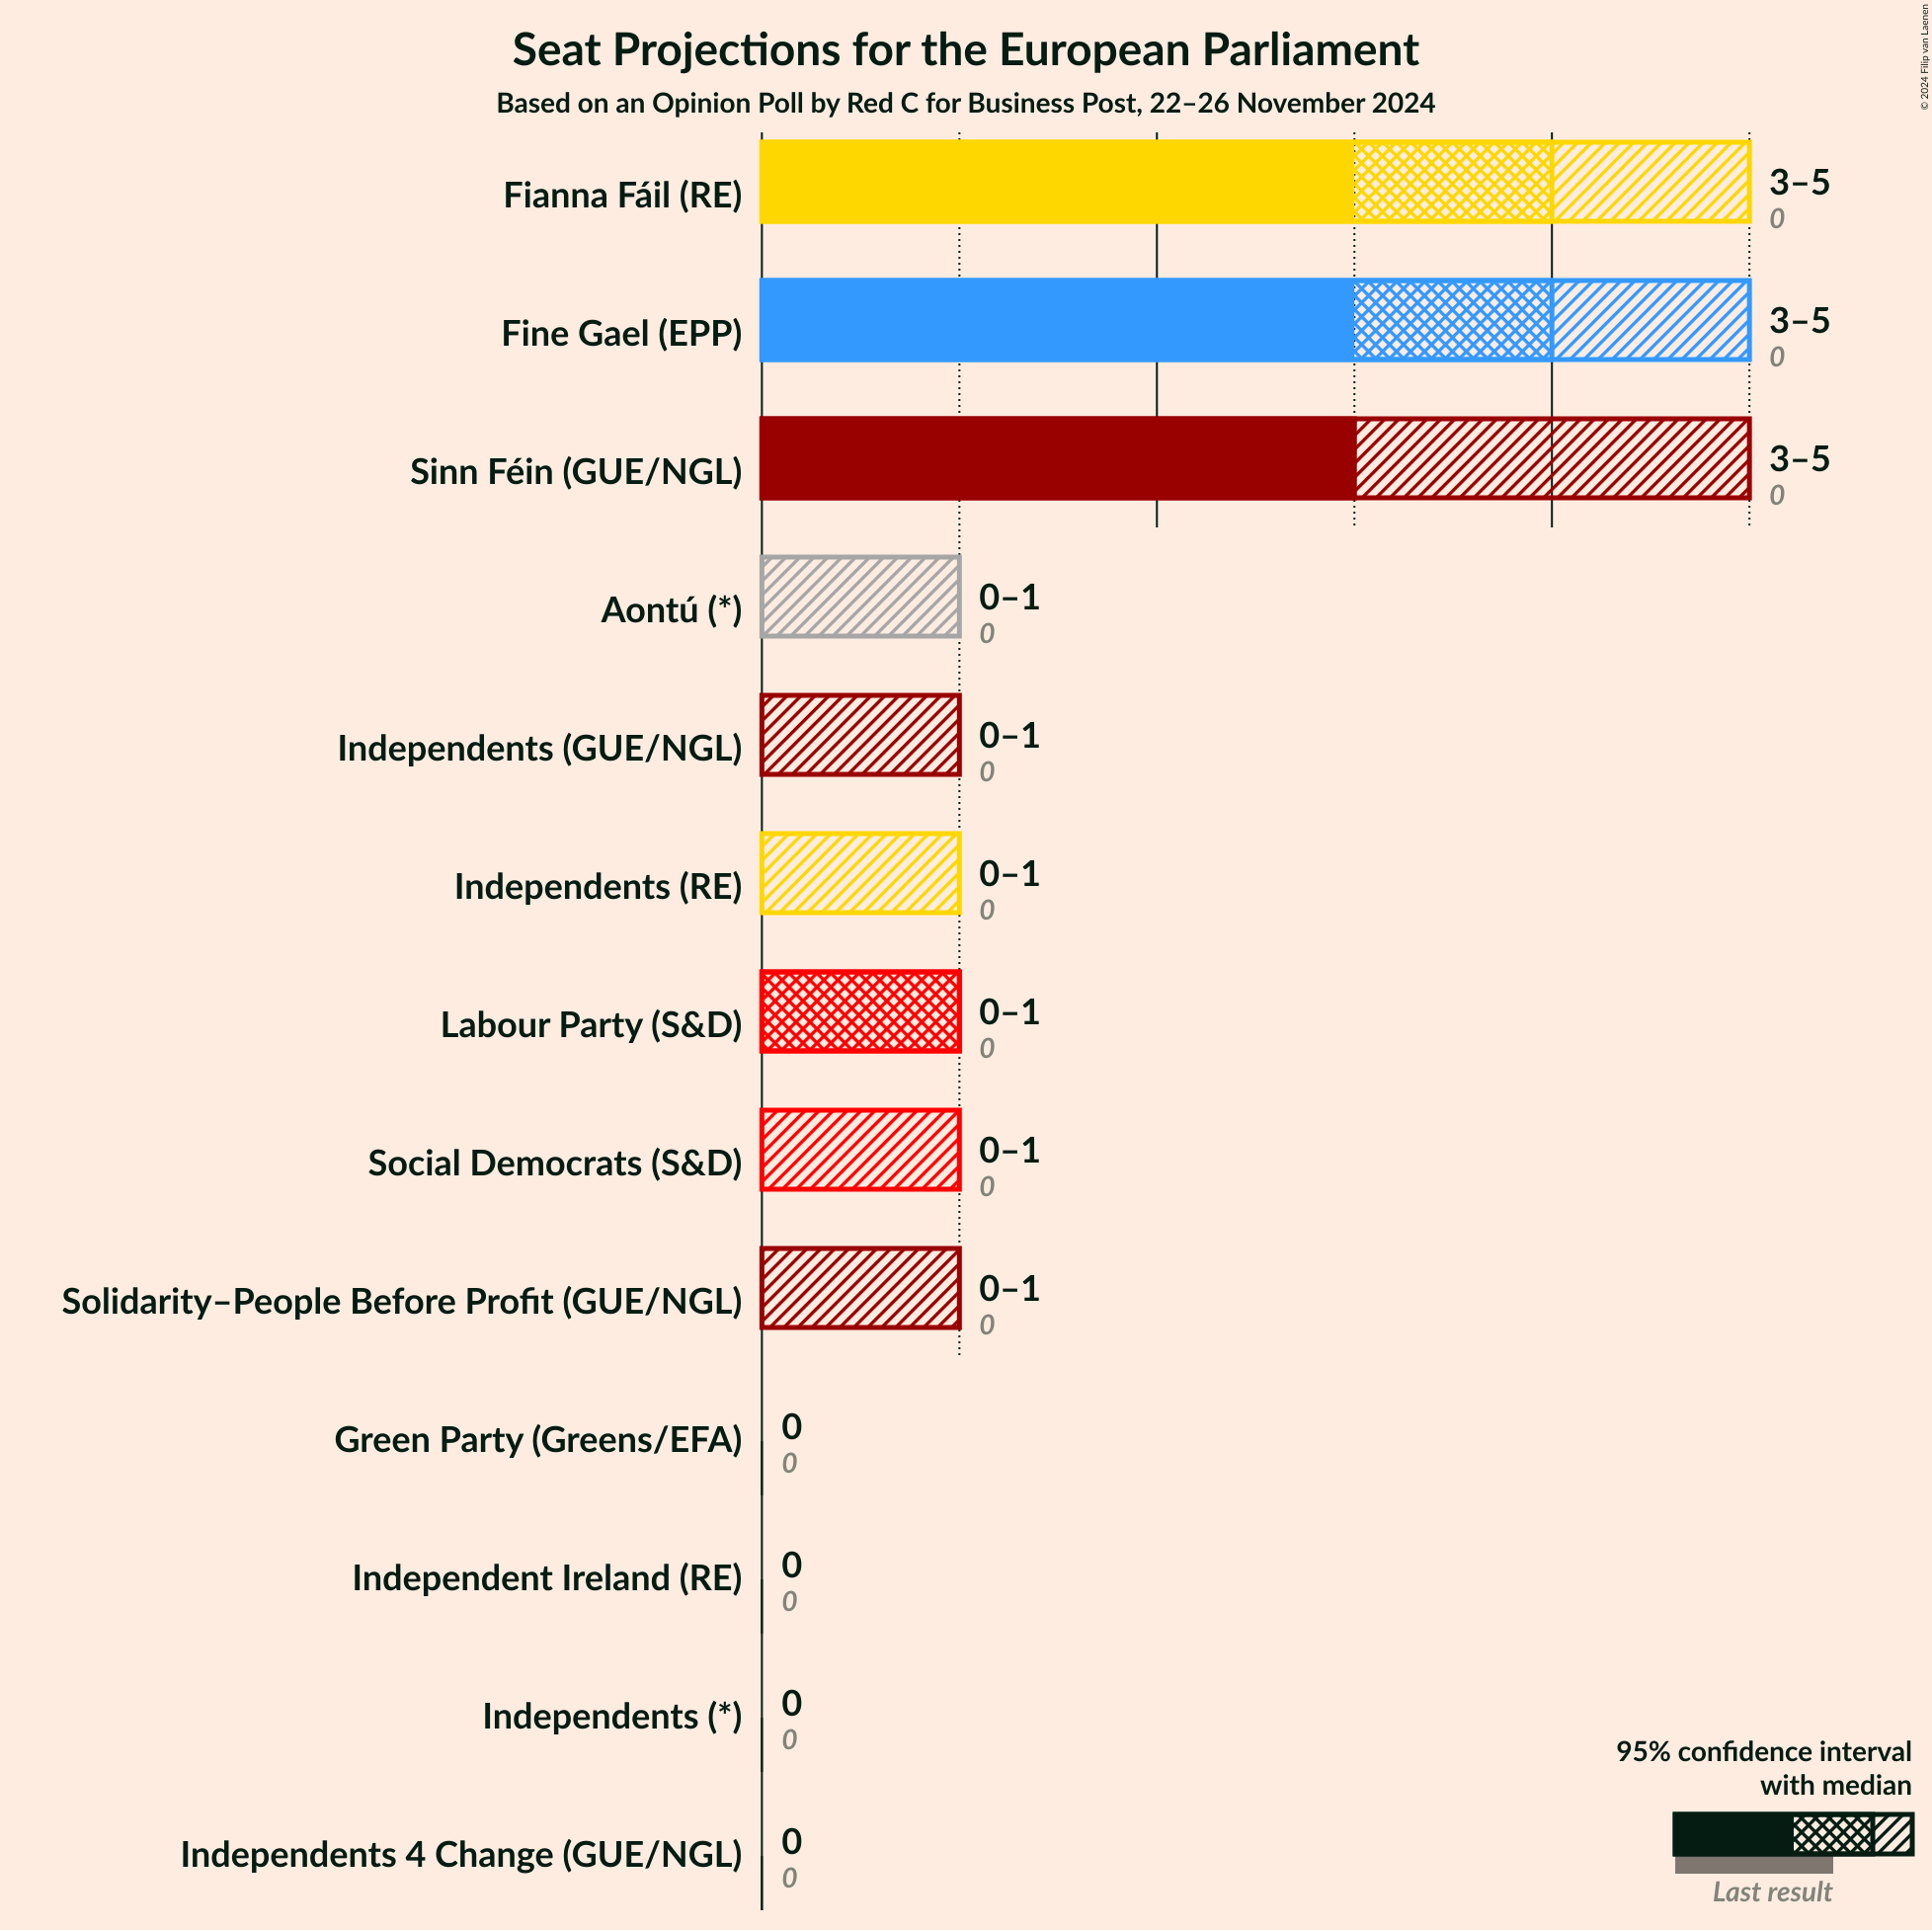 Seat Projections for the European Parliament
Based on an Opinion Poll by Red C for Business Post, 22–26 November 2024
© 2024 Filip van Laenen
Fianna Fáil (RE)
3–5
0
Fine Gael (EPP)
3–5
0
Sinn Féin (GUE/NGL)
3–5
0
Aontú (*)
0–1
0
Independents (GUE/NGL)
0–1
0
Independents (RE)
0–1
0
Labour Party (S&D)
0–1
0
Social Democrats (S&D)
0–1
0
Solidarity–People Before Profit (GUE/NGL)
0–1
0
Green Party (Greens/EFA)
0
0
Independent Ireland (RE)
0
0
Independents (*)
0
0
Independents 4 Change (GUE/NGL)
0
0
95% confidence interval
with median
Last result